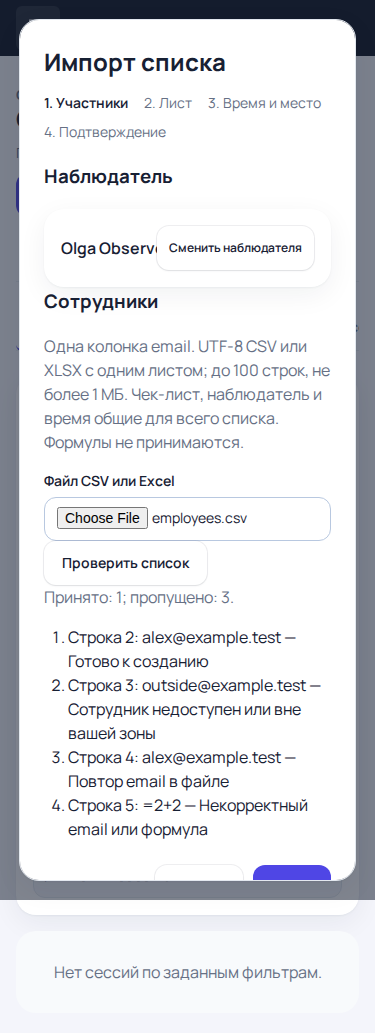 Импорт списка
1. Участники 2. Лист 3. Время и место
4. Подтверждение
Наблюдатель
Olga Observe Сменить наблюдателя
Сотрудники
Одна колонка email. UTF-8 CSV или
XLSX с одним листом; до 100 строк, не
более 1 МБ. Чек-лист, наблюдатель и
время общие для всего списка.
Формулы не принимаются.
Файл CSV или Excel
Choose File employees.csv
Проверить список
Принято: 1; пропущено: 3.
1. Строка 2: alex@example.test —
Готово к созданию
2. Строка 3: outside@example.test —
Сотрудник недоступен или вне
вашей зоны
3. Строка 4: alex@example.test —
Повтор email в файле
4. Строка 5: =2+2 — Некорректный
email или формула
Нет сессий по заданным фильтрам.